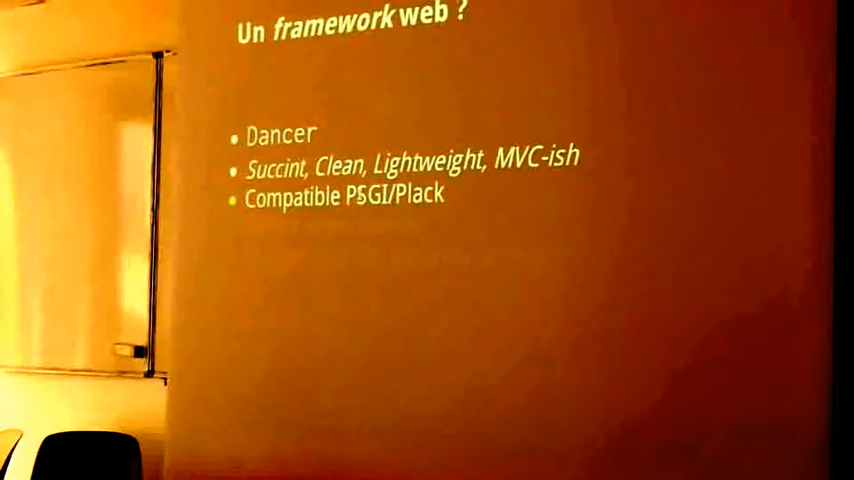 Un framework web ?
• Dancer
• Succint, Clean, Lightweight, MVC-ish
• Compatible PSGI/Plack